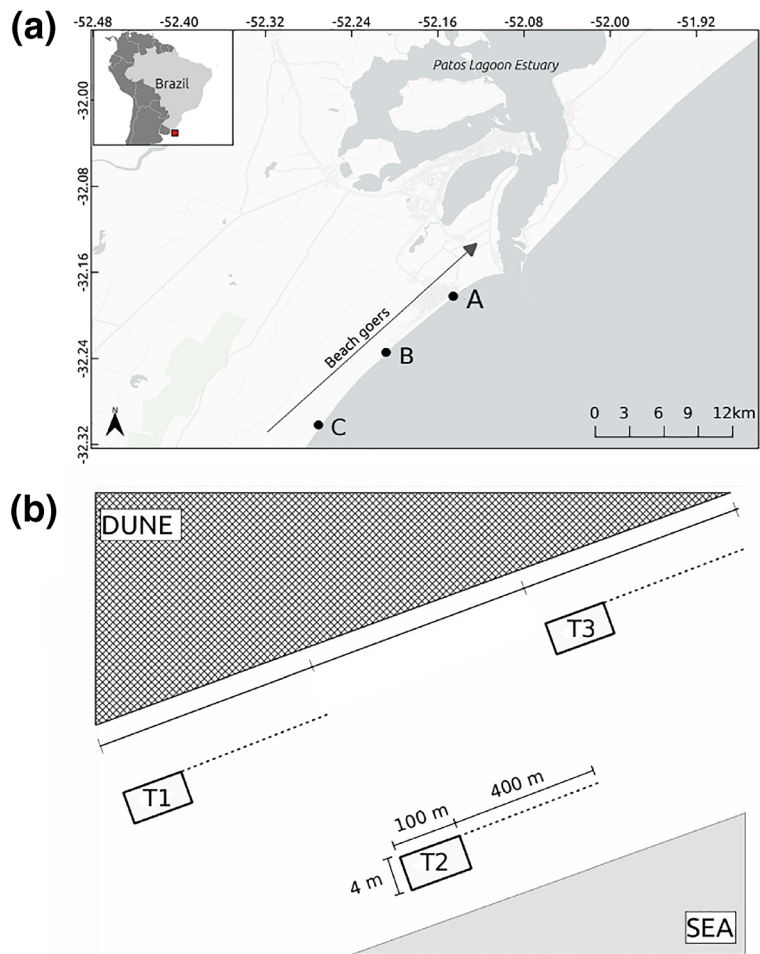 (a)
-52.48 -52.40 -52.32 -52.24 -52.16 -52.08 -52.00 -51.92
Patos Lagoon Estuary
Brazil
-32.00
-32.08
-32.16
-32.24
-32.32
Beach goers
A
B
C
N
0 3 6 9 12km
(b)
DUNE
T3
T1
400 m
100 m
T2
4 m
SEA